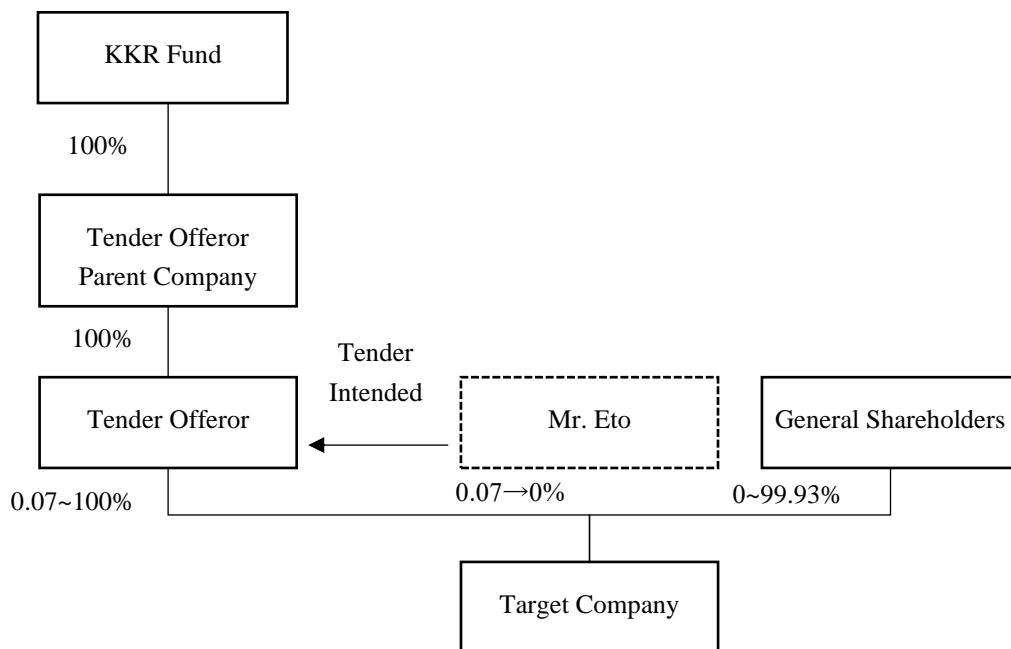 KKR Fund
100%
Tender Offeror
Parent Company
100%
Tender
Intended
Tender Offeror
Mr. Eto
General Shareholders
0.07~100%
0.07→0%
0~99.93%
Target Company